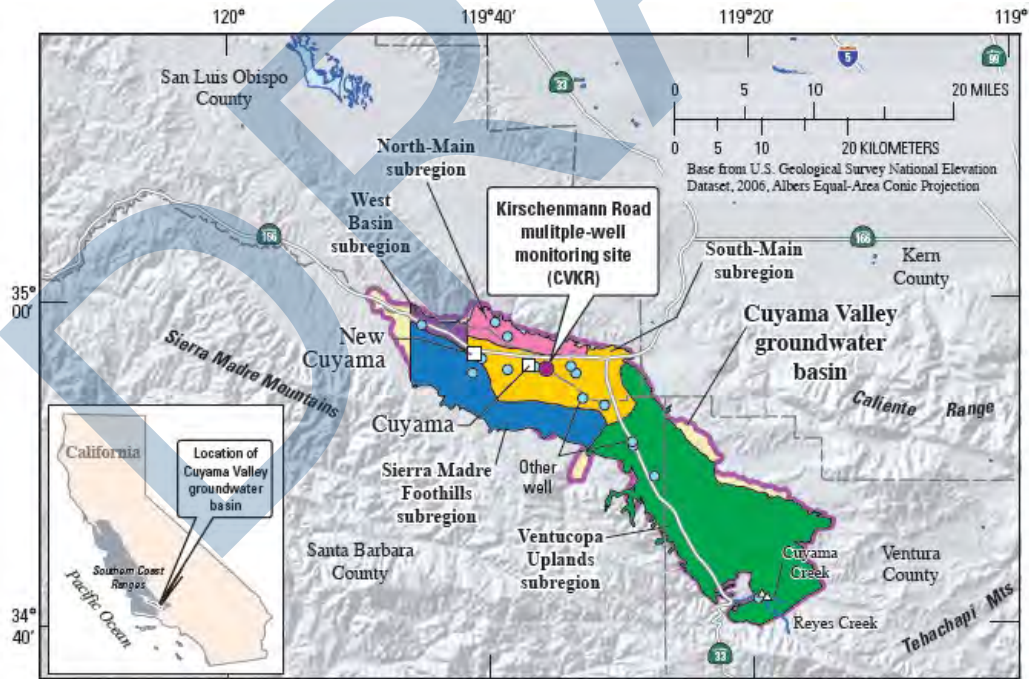 120°
119°40'
119°20'
119°
San Luis Obispo
County
33
5
99
0 5 10 20 MILES
0 5 10 20 KILOMETERS
Base from U.S. Geological Survey National Elevation
Dataset, 2006, Albers Equal-Area Conic Projection
North-Main
subregion
West
Basin
subregion
Kirschenmann Road
mulitple-well
monitoring site
(CVKR)
South-Main
subregion
166
166
Kern
County
35°
00'
New
Cuyama
Cuyama Valley
groundwater
basin
Sierra Madre Mountains
Caliente Range
Cuyama
Other
well
Sierra Madre
Foothills
subregion
California
Location of
Cuyama Valley
groundwater
basin
Southern Coast
Ranges
Pacific Ocean
Santa Barbara
County
Ventucopa
Uplands
subregion
Cuyama
Creek
Ventura
County
34°
40'
Reyes Creek
Tehachapi Mts
33
DRA